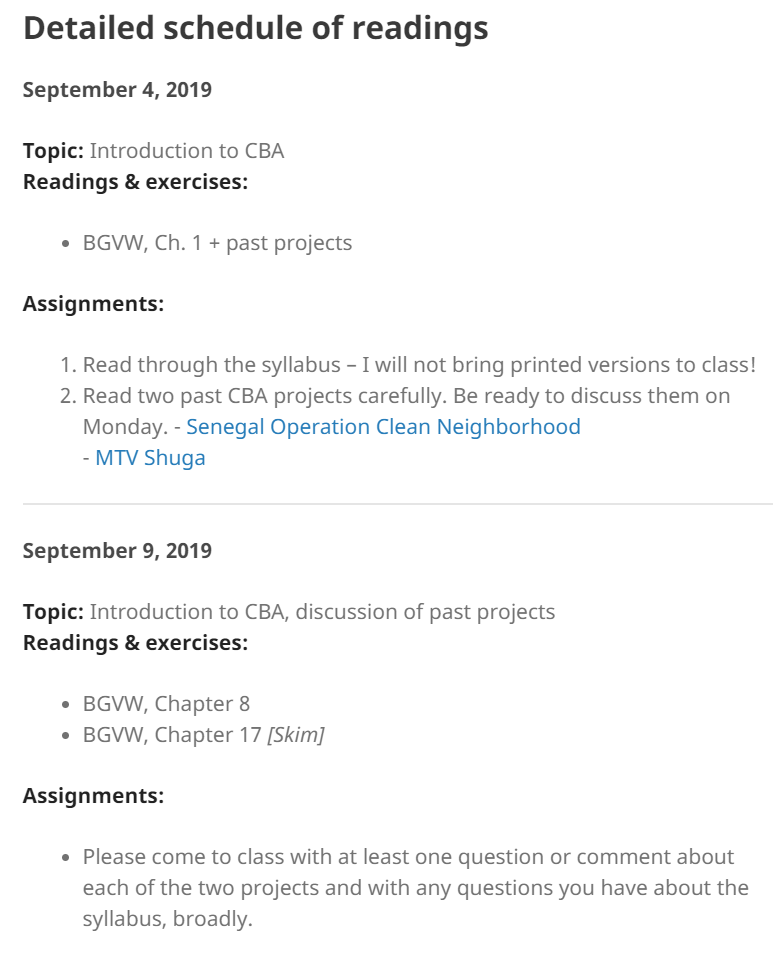 Detailed schedule of readings
September 4, 2019
Topic: Introduction to CBA
Readings & exercises:
• BGVW, Ch. 1 + past projects
Assignments:
1. Read through the syllabus – I will not bring printed versions to class!
2. Read two past CBA projects carefully. Be ready to discuss them on
Monday. - Senegal Operation Clean Neighborhood
- MTV Shuga
September 9, 2019
Topic: Introduction to CBA, discussion of past projects
Readings & exercises:
• BGVW, Chapter 8
• BGVW, Chapter 17 [Skim]
Assignments:
• Please come to class with at least one question or comment about
each of the two projects and with any questions you have about the
syllabus, broadly.